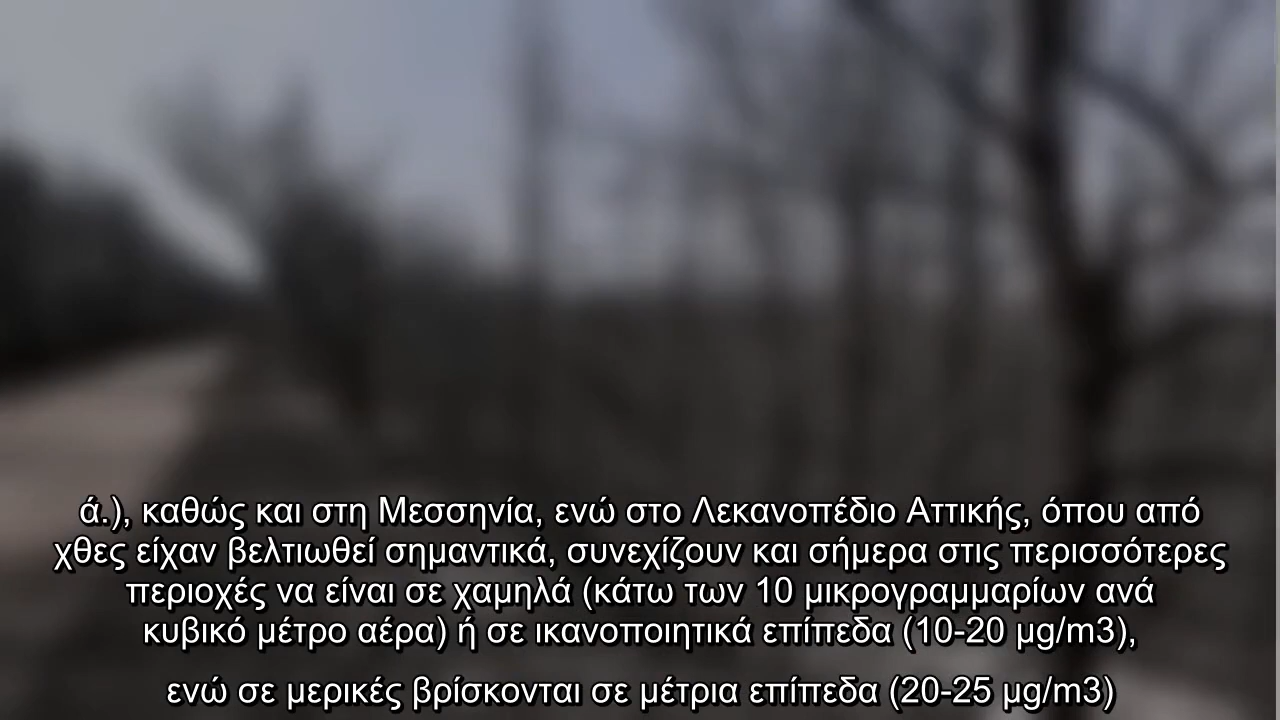 ά.), καθώς και στη Μεσσηνία, ενώ στο Λεκανοπέδιο Αττικής, όπου από
χθες είχαν βελτιωθεί σημαντικά, συνεχίζουν και σήμερα στις περισσότερες
περιοχές να είναι σε χαμηλά (κάτω των 10 μικρογραμμαρίων ανά
κυβικό μέτρο αέρα) ή σε ικανοποιητικά επίπεδα (10-20 μg/m3),
ενώ σε μερικές βρίσκονται σε μέτρια επίπεδα (20-25 μg/m3)